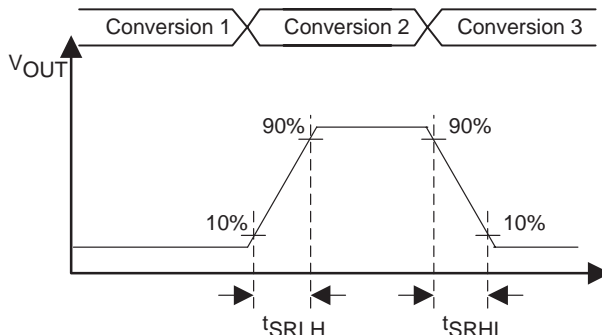 Conversion 1 Conversion 2 Conversion 3
VOUT
90% 90%
10% 10%
tSRLH tSRHL